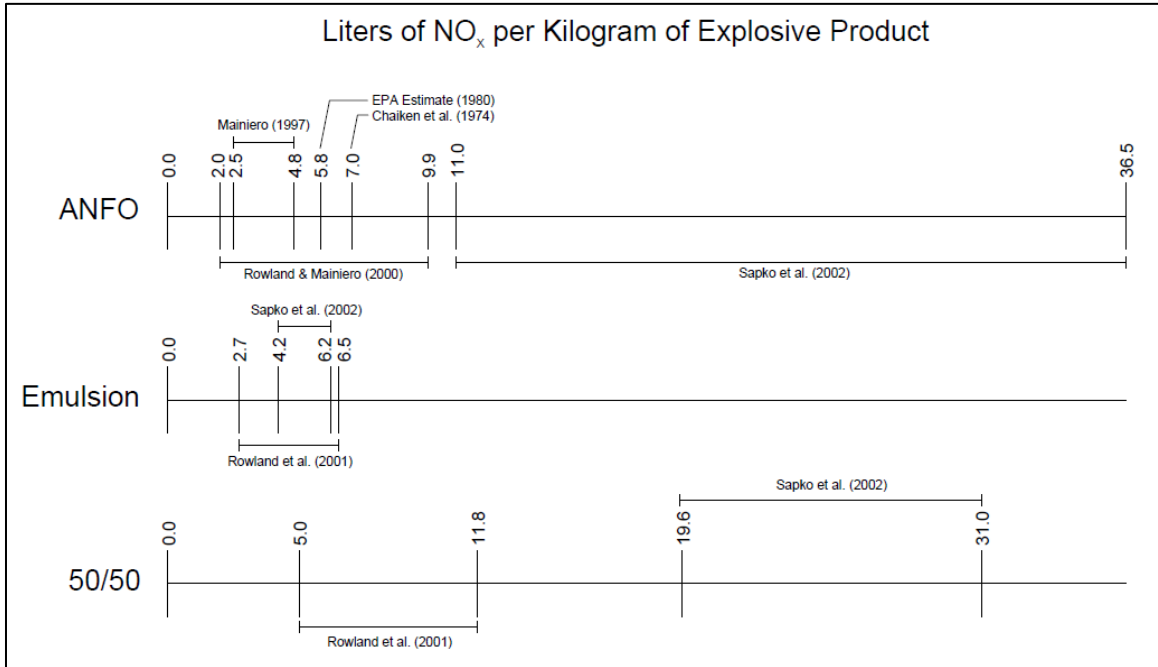 Liters of NOx per Kilogram of Explosive Product
EPA Estimate (1980)
Chaiken et al. (1974)
Mainiero (1997)
0.0 2.0 2.5 4.8 5.8 7.0 9.9 11.0 36.5
ANFO
Rowland & Mainiero (2000)
Sapko et al. (2002)
Sapko et al. (2002)
0.0 2.7 4.2 6.2 6.5
Emulsion
Rowland et al. (2001)
Sapko et al. (2002)
0.0 5.0 11.8 19.6 31.0
50/50
Rowland et al. (2001)